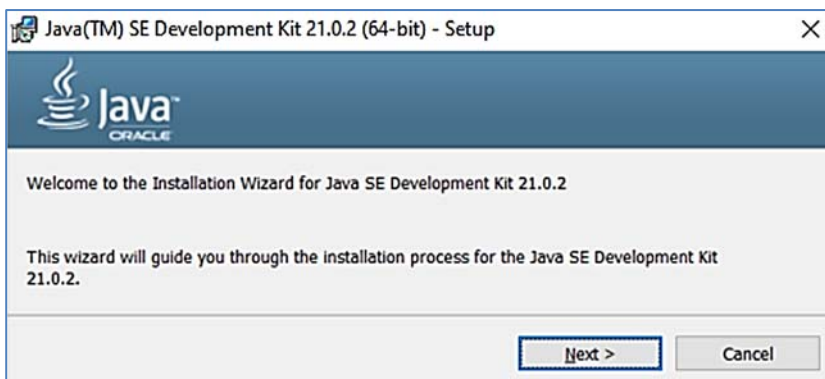 Java(TM) SE Development Kit 21.0.2 (64-bit) - Setup
Java™
ORACLE
Welcome to the Installation Wizard for Java SE Development Kit 21.0.2
This wizard will guide you through the installation process for the Java SE Development Kit
21.0.2.
Next >
Cancel